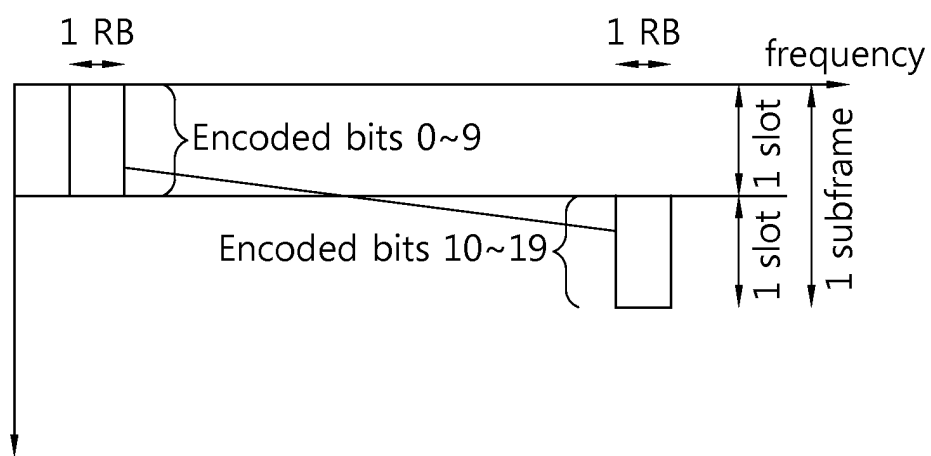 1 RB
1 RB
frequency
Encoded bits 0~9
1 slot
Encoded bits 10~19
1 slot
1 subframe